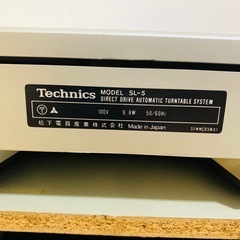 Technics MODEL SL-5
DIRECT DRIVE AUTOMATIC TURNTABLE SYSTEM
100V 9.8W 50/60Hz
松下電器産業株式会社 Made in Japan